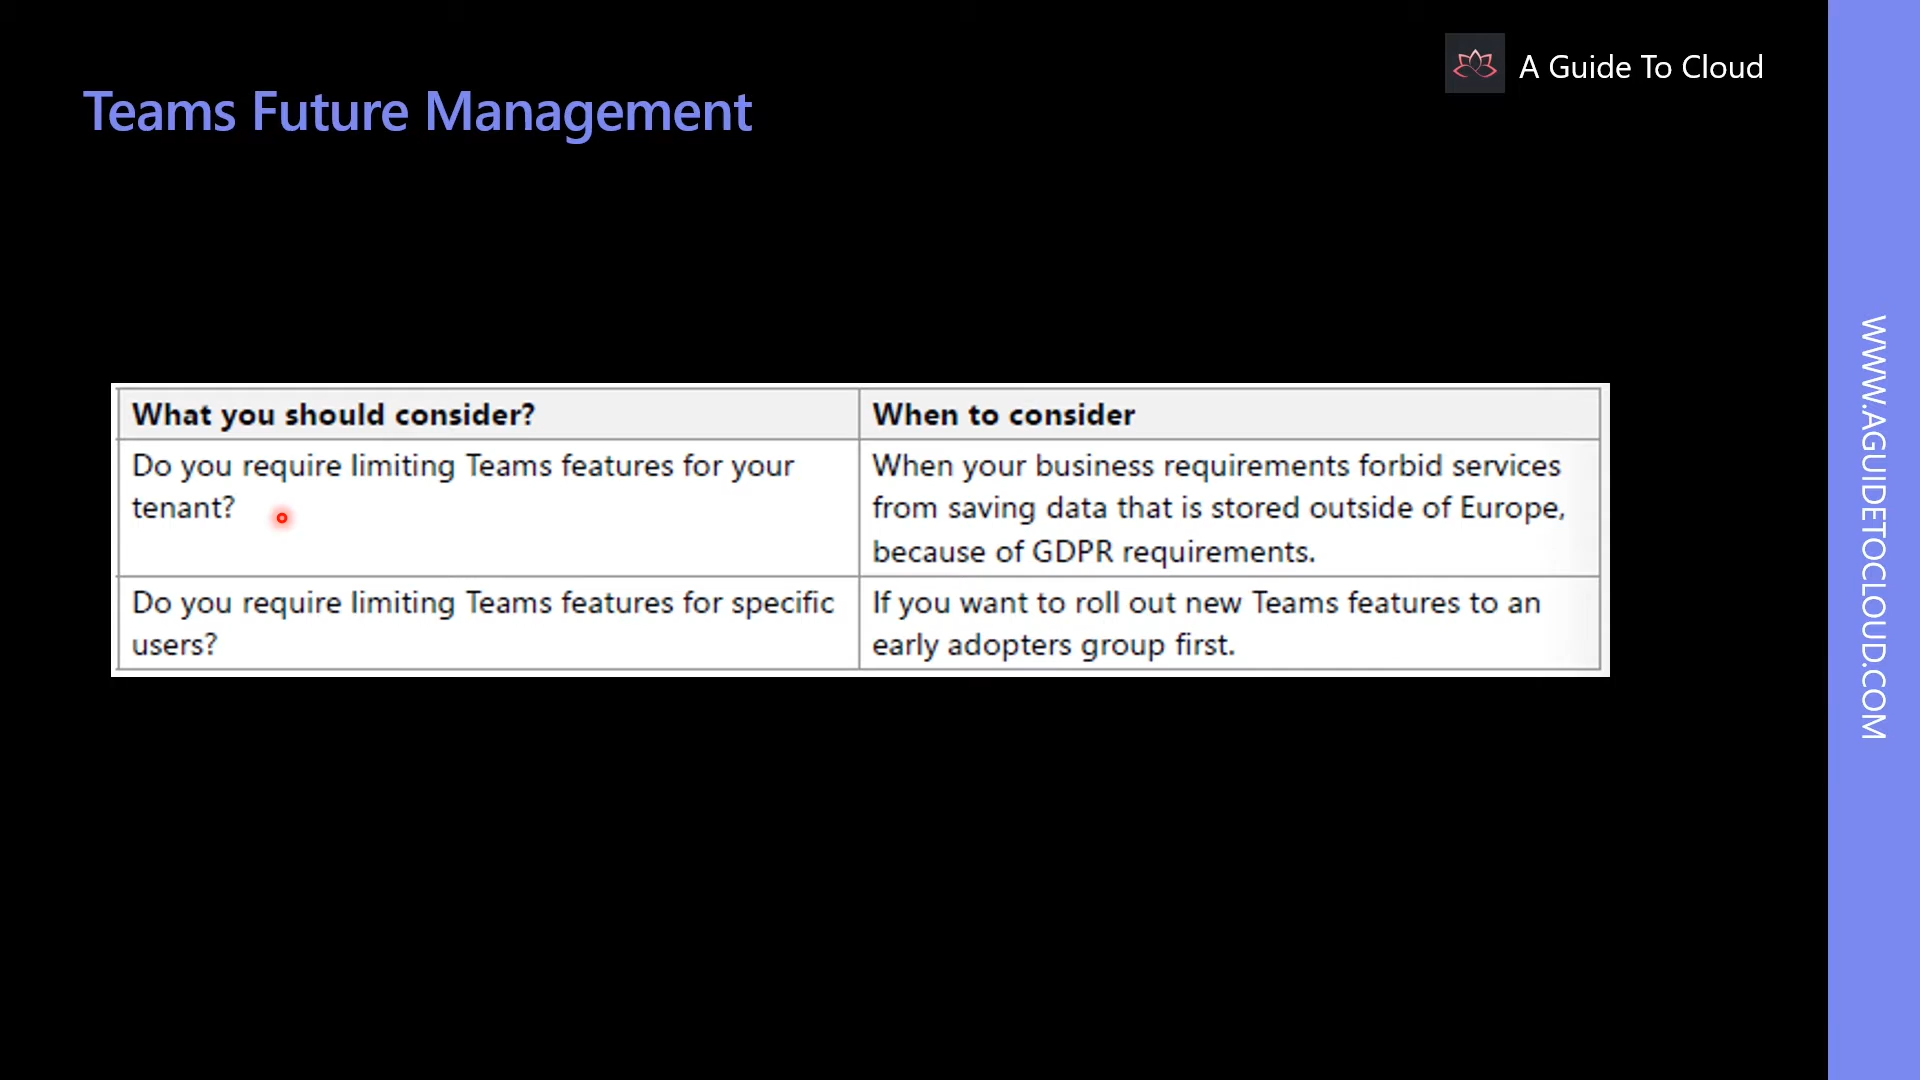 A Guide To Cloud
Teams Future Management
What you should consider?
When to consider
Do you require limiting Teams features for your
tenant?
When your business requirements forbid services
from saving data that is stored outside of Europe,
because of GDPR requirements.
Do you require limiting Teams features for specific
users?
If you want to roll out new Teams features to an
early adopters group first.
WWW.AGUIDETOCLOUD.COM